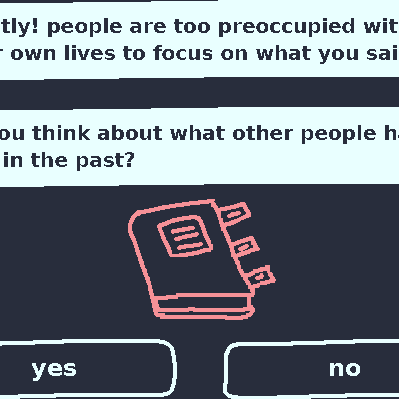 tly! people are too preoccupied wit
own lives to focus on what you sai
ou think about what other people h
in the past?
yes
no